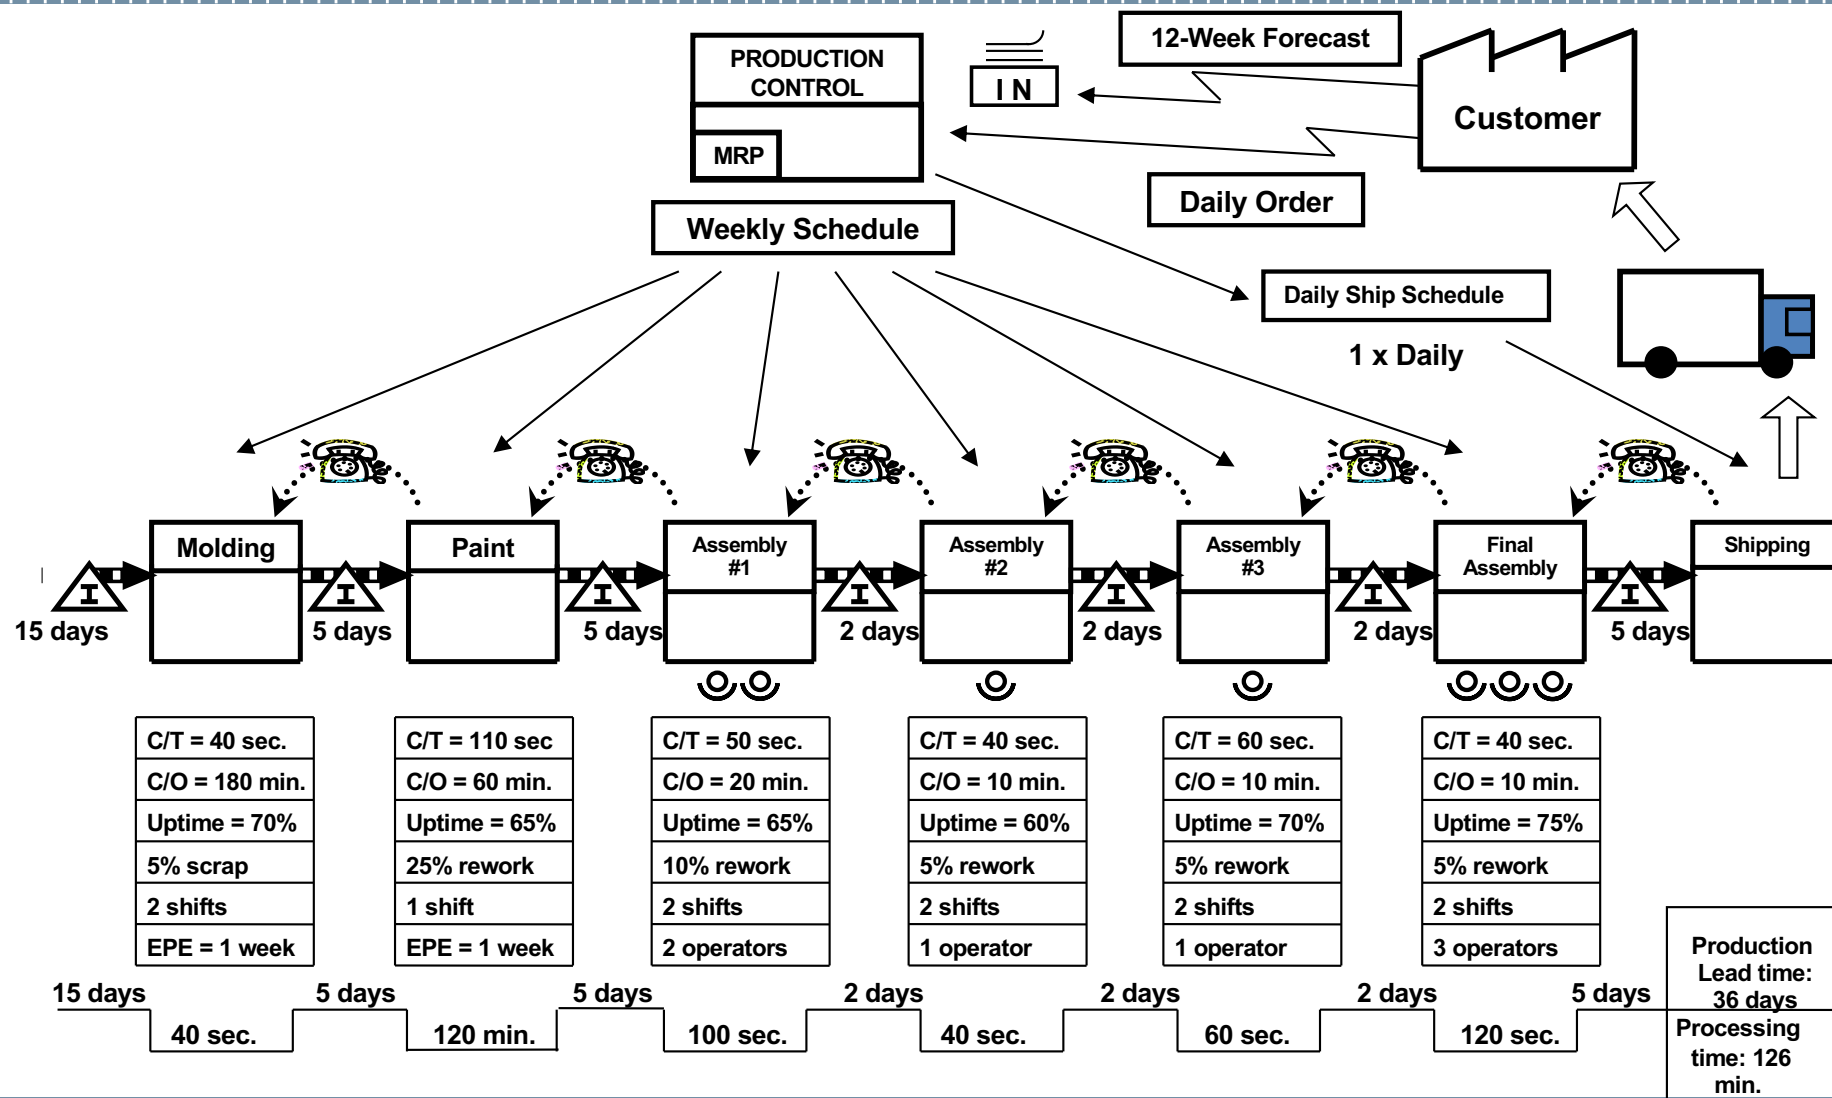 PRODUCTION
CONTROL
MRP
I N
12-Week Forecast
Customer
Daily Order
Weekly Schedule
Daily Ship Schedule
1 x Daily
Molding
Paint
Assembly
#1
Assembly
#2
Assembly
#3
Final
Assembly
Shipping
I
I
I
I
I
I
I
15 days
5 days
5 days
2 days
2 days
2 days
5 days
C/T = 40 sec.
C/O = 180 min.
Uptime = 70%
5% scrap
2 shifts
EPE = 1 week
C/T = 110 sec
C/O = 60 min.
Uptime = 65%
25% rework
1 shift
EPE = 1 week
C/T = 50 sec.
C/O = 20 min.
Uptime = 65%
10% rework
2 shifts
2 operators
C/T = 40 sec.
C/O = 10 min.
Uptime = 60%
5% rework
2 shifts
1 operator
C/T = 60 sec.
C/O = 10 min.
Uptime = 70%
5% rework
2 shifts
1 operator
C/T = 40 sec.
C/O = 10 min.
Uptime = 75%
5% rework
2 shifts
3 operators
15 days
5 days
5 days
2 days
2 days
2 days
5 days
40 sec.
120 min.
100 sec.
40 sec.
60 sec.
120 sec.
Production
Lead time:
36 days
Processing
time: 126
min.